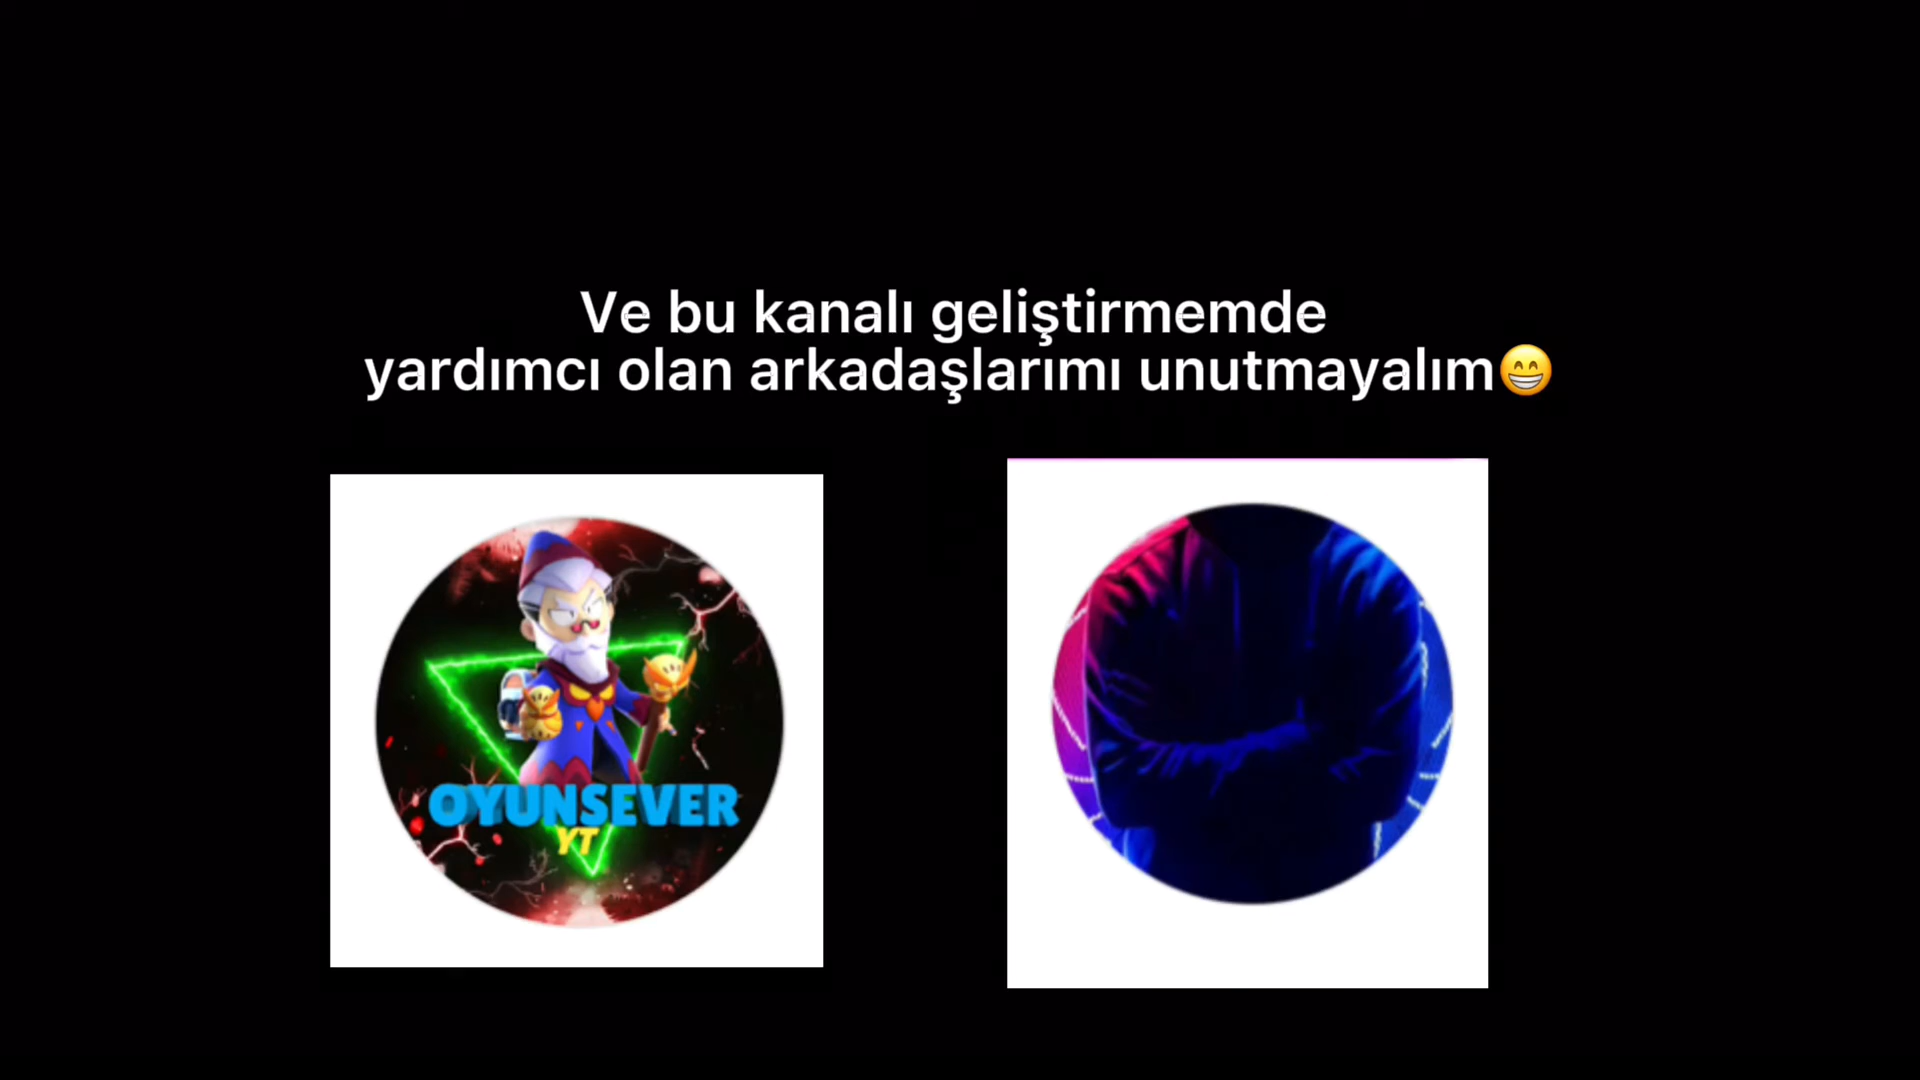 Ve bu kanalı geliştirmemde
yardımcı olan arkadaşlarımı unutmayalım😁
OYUNSEVER
YT